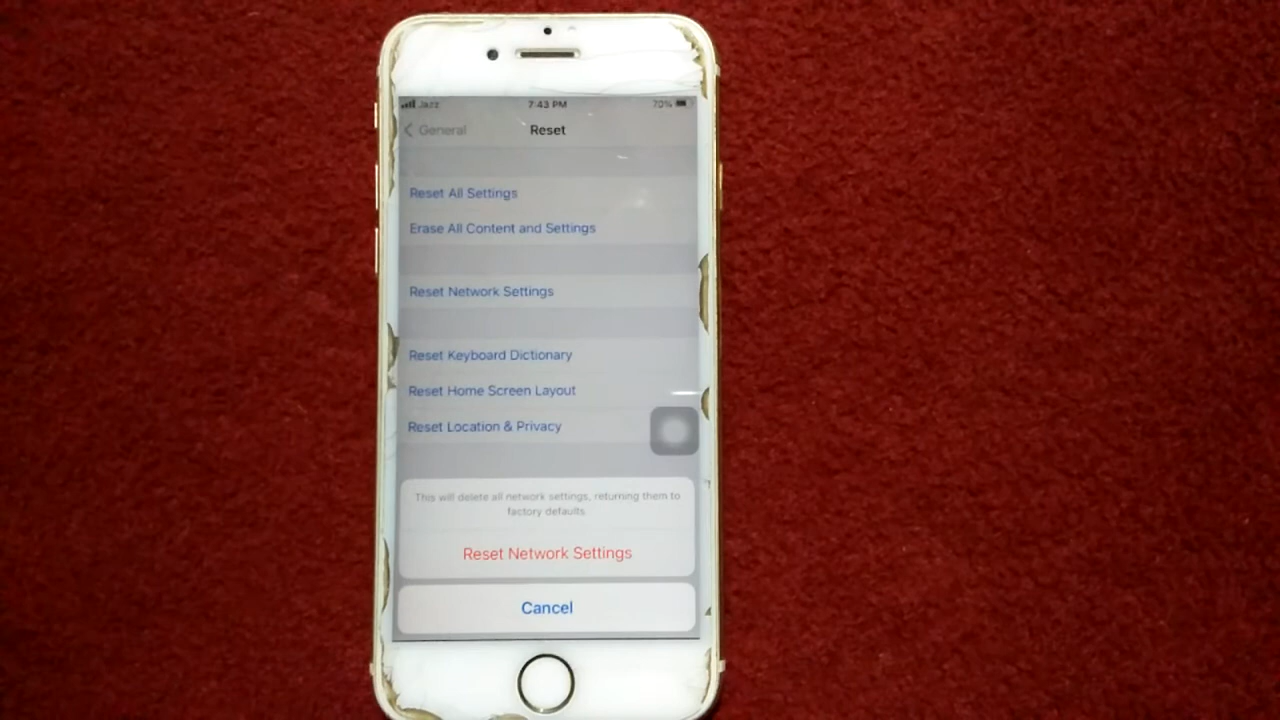 Jazz 7:43 PM 70%
General Reset
Reset All Settings
Erase All Content and Settings
Reset Network Settings
Reset Keyboard Dictionary
Reset Home Screen Layout
Reset Location & Privacy
This will delete all network settings, returning them to
factory defaults
Reset Network Settings
Cancel